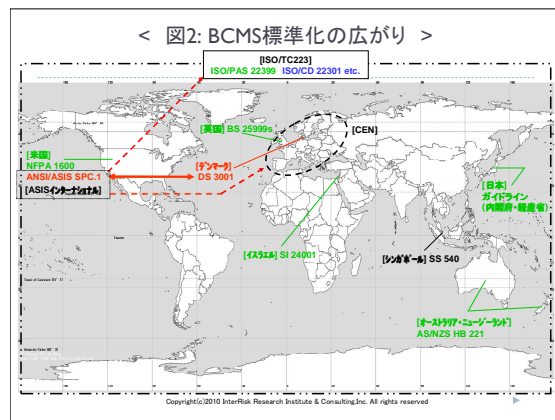 < 図2: BCMS標準化の広がり >
[ISO/TC223]
ISO/PAS 22399 ISO/CD 22301 etc.
[英国] BS 25999s
[CEN]
[米国]
NFPA 1600
ANSI/ASIS SPC.1
[ASISインターナショナル]
[デンマーク]
DS 3001
[日本]
ガイドライン
(内閣府・経産省)
[イスラエル] SI 24001
[シンガポール] SS 540
[オーストラリア・ニュージーランド]
AS/NZS HB 221
Copyright(c)2010 InterRisk Research Institute & Consulting,Inc. All rights reserved